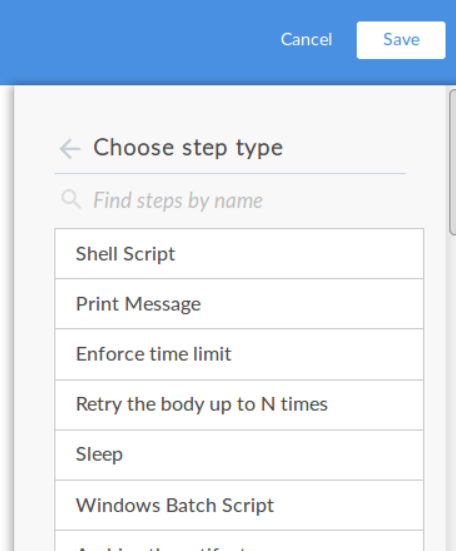 Cancel Save
Choose step type
Find steps by name
Shell Script
Print Message
Enforce time limit
Retry the body up to N times
Sleep
Windows Batch Script